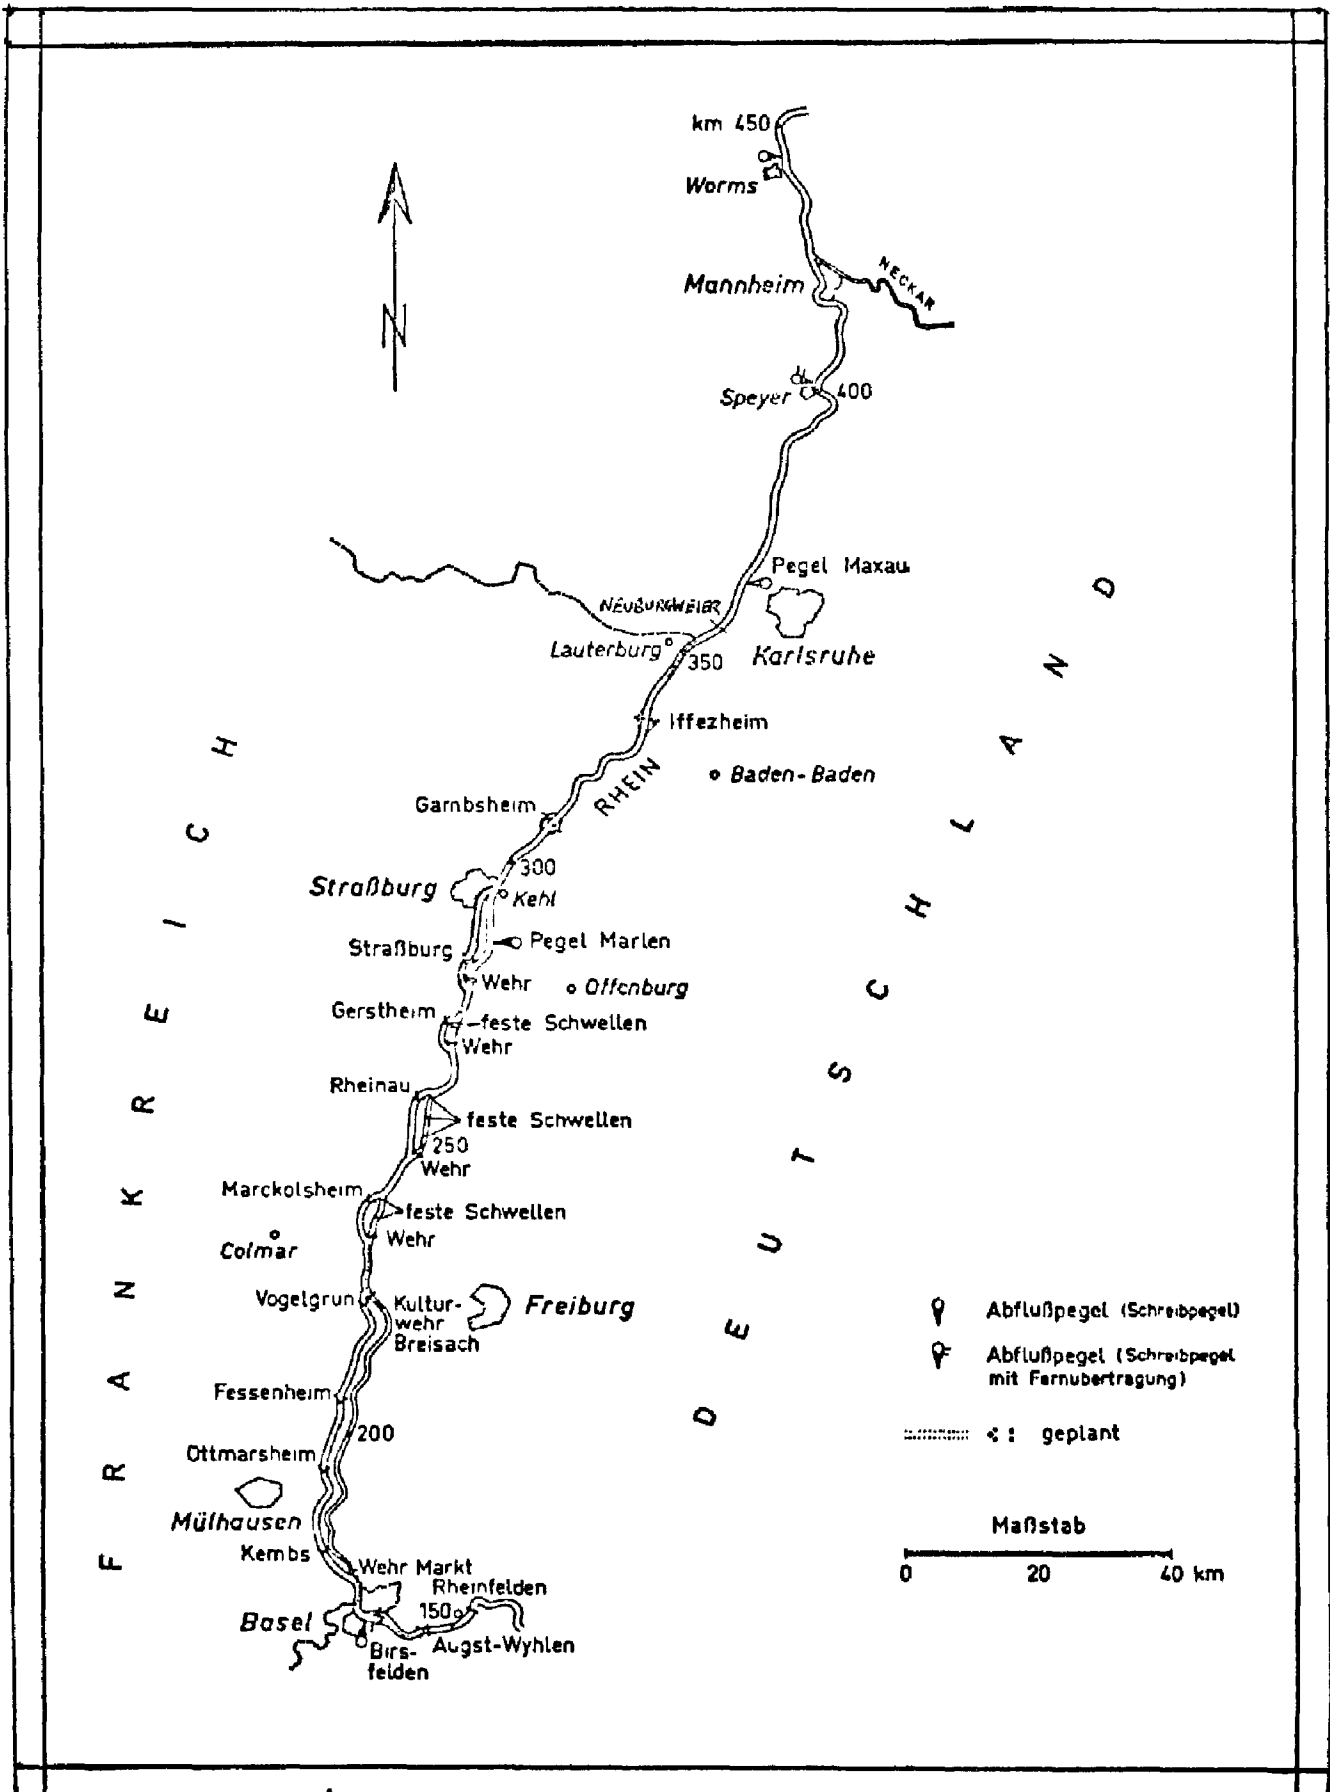 km 450
Worms
NECKAR
Mannheim
Speyer
400
Pegel Maxau
NEUBURGWEIER
Lauterburg
350
Karlsruhe
Iffezheim
RHEIN
Baden-Baden
Gambsheim
300
Straßburg
Kehl
Straßburg
Pegel Marlen
Wehr
Offenburg
Gerstheim
feste Schwellen
Wehr
Rheinau
feste Schwellen
250
Wehr
Marckolsheim
feste Schwellen
Wehr
Colmar
Vogelgrun
Kultur-
wehr
Breisach
Freiburg
Fessenheim
200
Ottmarsheim
Mülhausen
Kembs
Wehr Markt
Rheinfelden
150
Basel
Augst-Wyhlen
Birs-
felden
FRANKREICH
DEUTSCHLAND
N
Abflußpegel (Schreibpegel)
Abflußpegel (Schreibpegel
mit Fernubertragung)
geplant
Maßstab
0 20 40 km